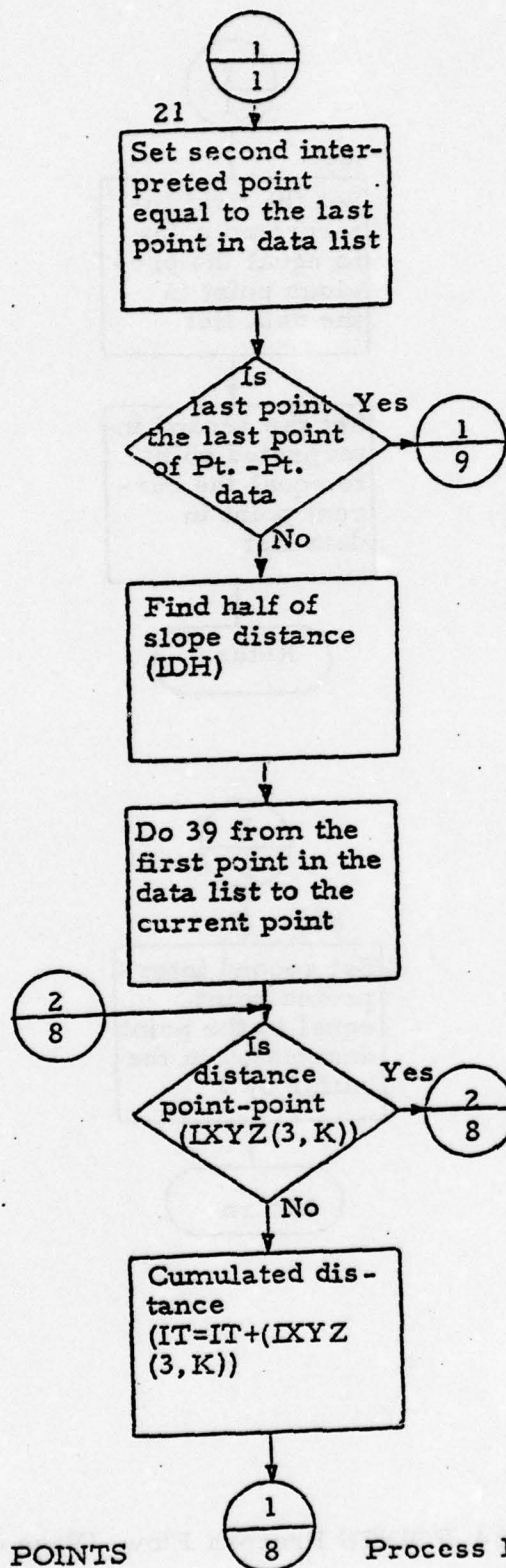 1
1
21
Set second inter-
preted point
equal to the last
point in data list
Is
last point
the last point
of Pt.-Pt.
data
Yes
1
9
No
Find half of
slope distance
(IDH)
Do 39 from the
first point in the
data list to the
current point
2
8
Is
distance
point-point
(IXYZ(3,K))
Yes
2
8
No
Cumulated dis-
tance
(IT=IT+(IXYZ
(3,K))
1
8
POINTS
Process